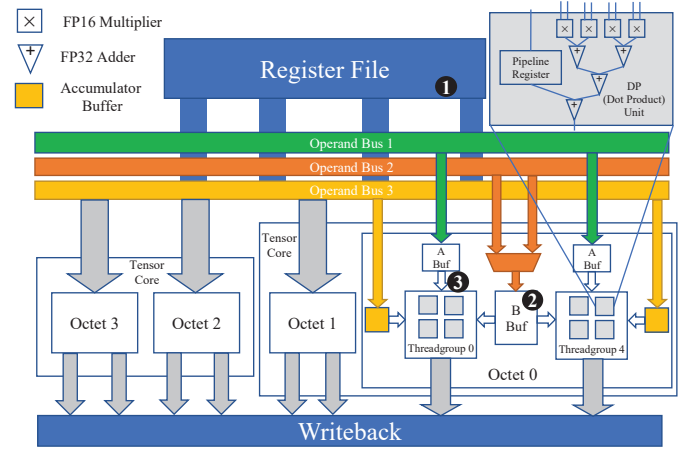 × FP16 Multiplier
+ FP32 Adder
Accumulator
Buffer
Register File
1
× × × ×
+ +
+
+
Pipeline
Register
DP
(Dot Product)
Unit
Operand Bus 1
Operand Bus 2
Operand Bus 3
Tensor
Core
Tensor
Core
A
Buf
A
Buf
3
2
B
Buf
Octet 3
Octet 2
Octet 1
Threadgroup 0
Threadgroup 4
Octet 0
Writeback